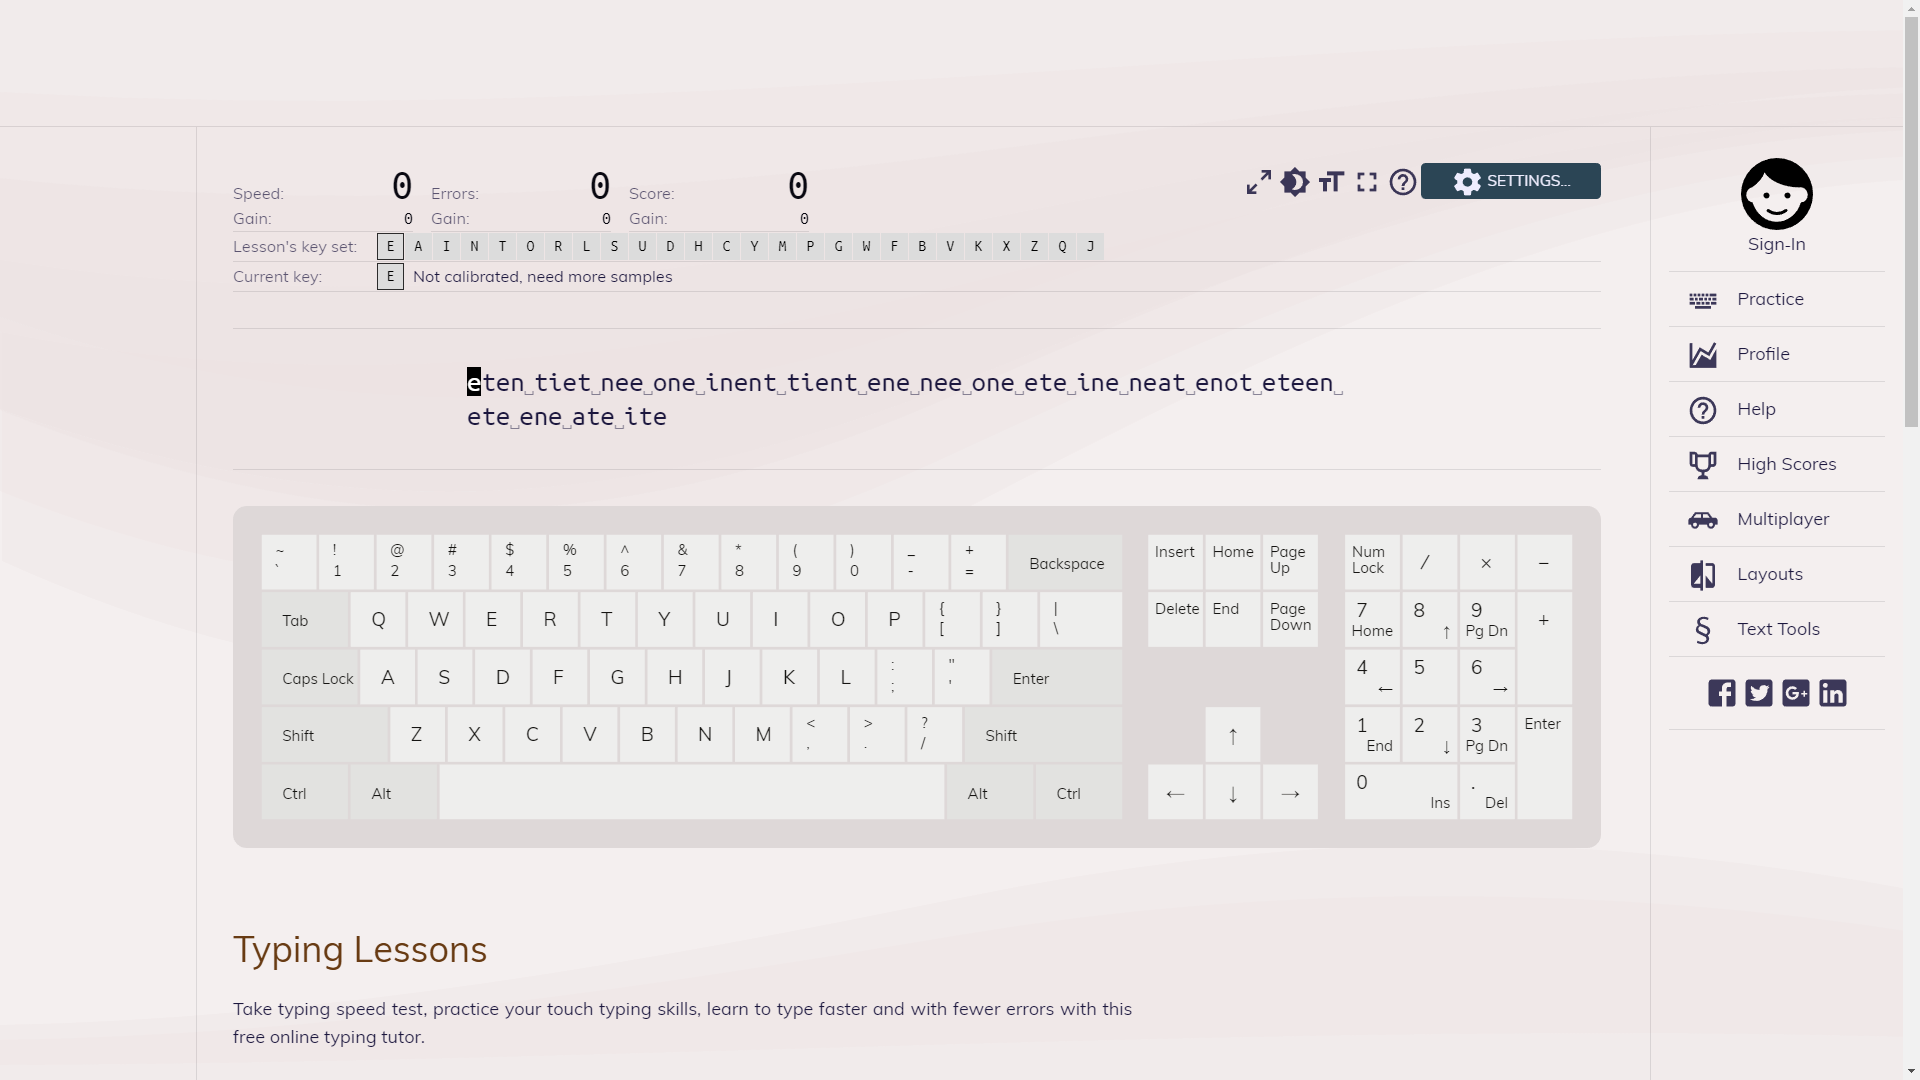 Speed: 0 Errors: 0 Score: 0
Gain: 0 Gain: 0 Gain: 0
SETTINGS...
Lesson's key set: E A I N T O R L S U D H C Y M P G W F B V K X Z Q J
Current key: E Not calibrated, need more samples
eten␣tiet␣nee␣one␣inent␣tient␣ene␣nee␣one␣ete␣ine␣neat␣enot␣eteen␣
ete␣ene␣ate␣ite
~ ! @ # $ % ^ & * ( ) _ +
` 1 2 3 4 5 6 7 8 9 0 - = Backspace
Tab Q W E R T Y U I O P { [ } ] | \
Caps Lock A S D F G H J K L : ; " ' Enter
Shift Z X C V B N M < , > . ? / Shift
Ctrl Alt Alt Ctrl
Insert Home Page Up
Delete End Page Down
↑
← ↓ →
Num Lock / × −
7 Home 8 ↑ 9 Pg Dn +
4 ← 5 6 →
1 End 2 ↓ 3 Pg Dn Enter
0 Ins . Del
Typing Lessons
Take typing speed test, practice your touch typing skills, learn to type faster and with fewer errors with this
free online typing tutor.
Sign-In
Practice
Profile
Help
High Scores
Multiplayer
Layouts
§ Text Tools